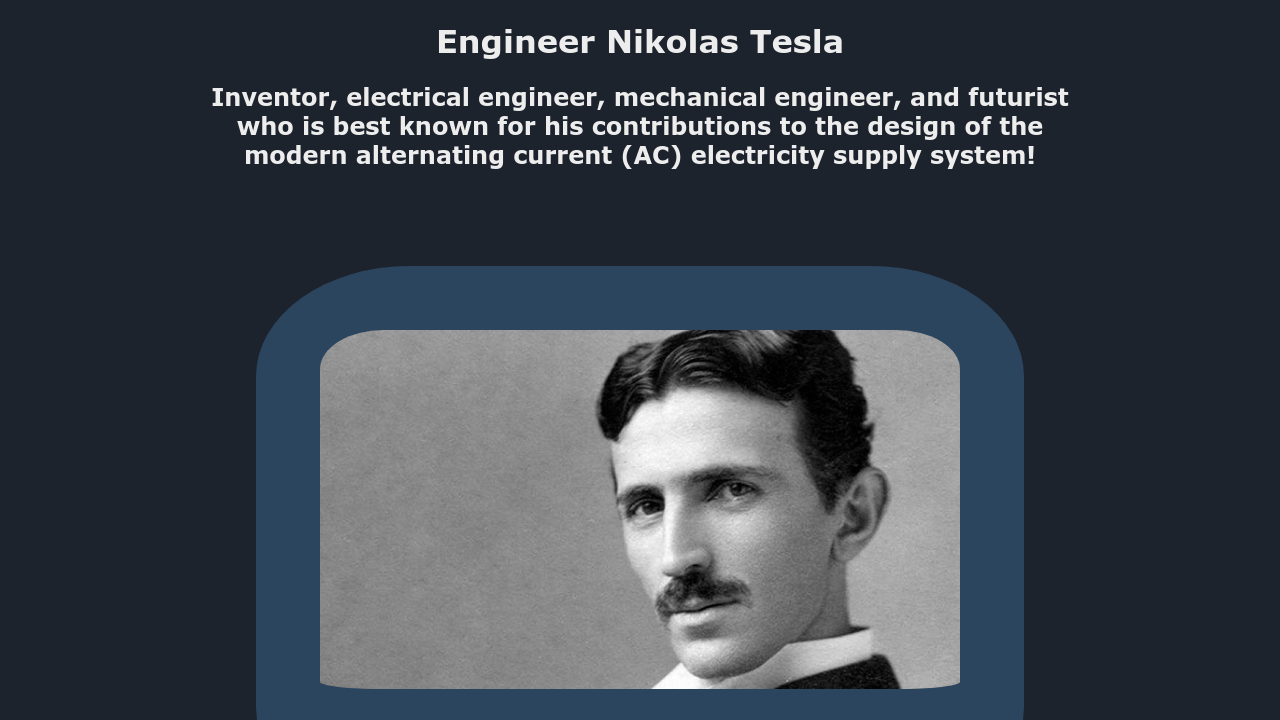 Engineer Nikolas Tesla
Inventor, electrical engineer, mechanical engineer, and futurist
who is best known for his contributions to the design of the
modern alternating current (AC) electricity supply system!